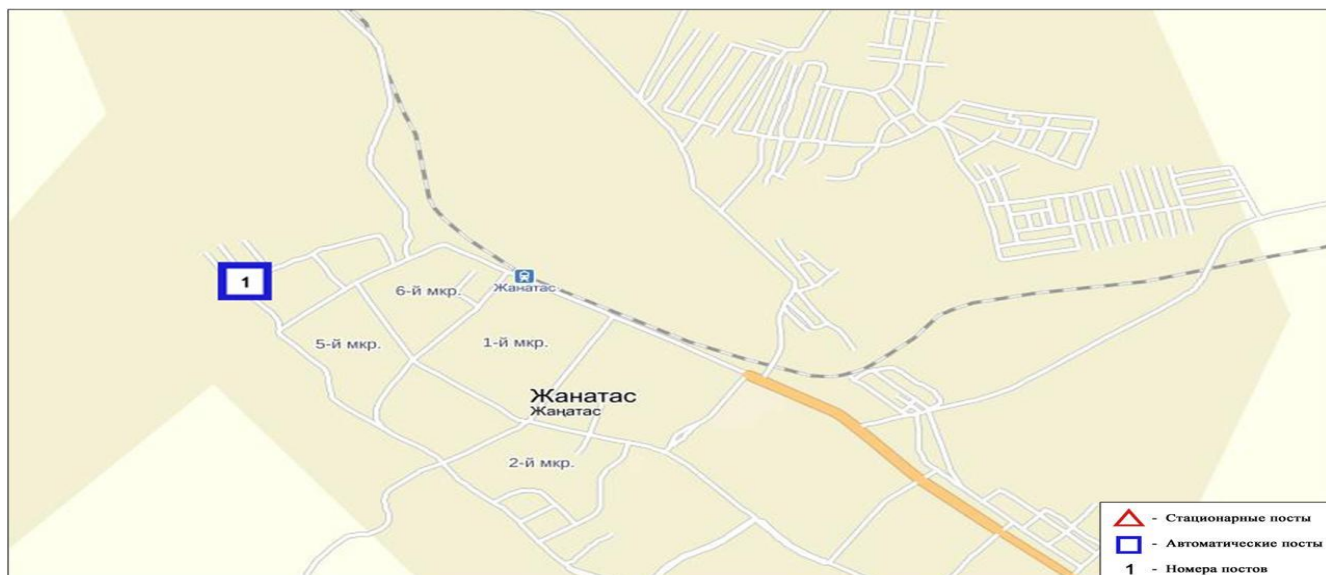 1
Жанатас
6-й мкр.
5-й мкр.
1-й мкр.
Жанатас
Жаңатас
2-й мкр.
- Стационарные посты
- Автоматические посты
1 - Номера постов